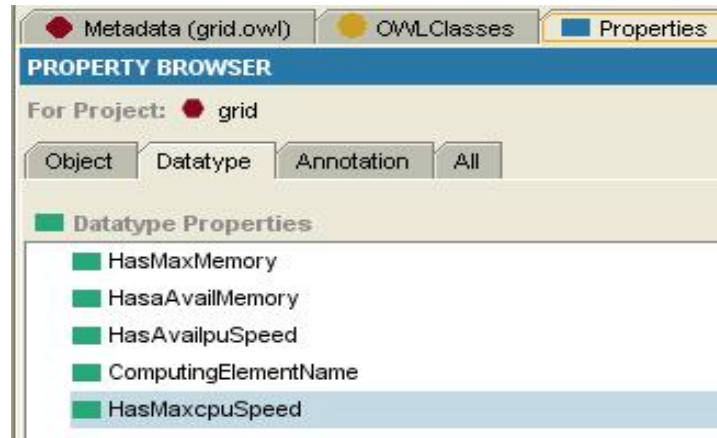 Metadata (grid.owl) OWLClasses Properties
PROPERTY BROWSER
For Project: grid
Object Datatype Annotation All
Datatype Properties
HasMaxMemory
HasaAvailMemory
HasAvailpuSpeed
ComputingElementName
HasMaxcpuSpeed